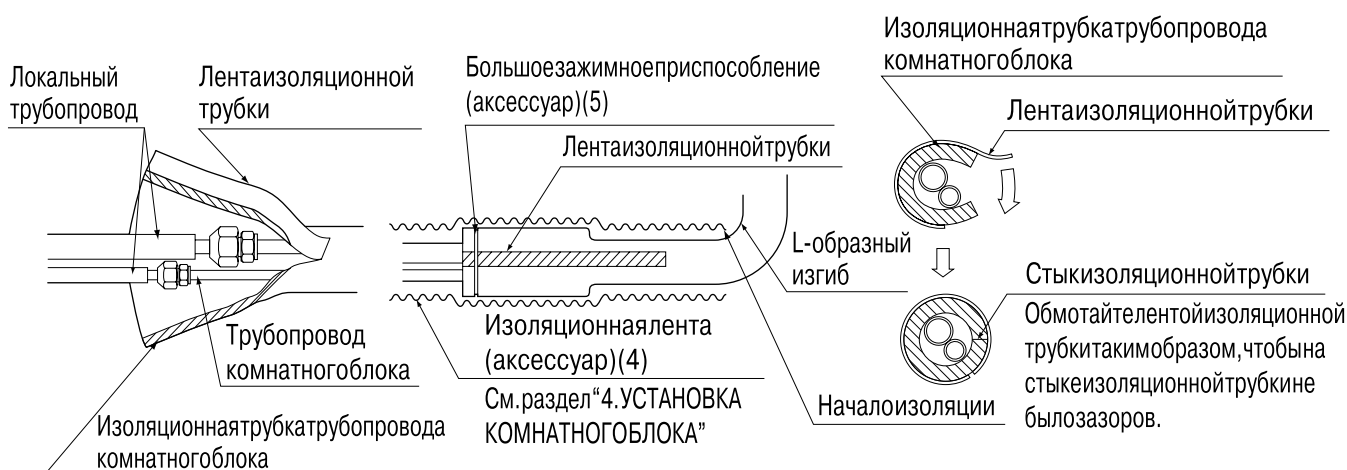 Локальный
трубопровод
Лентаизоляционной
трубки
Большоезажимноеприспособление
(аксессуар)(5)
Лентаизоляционнойтрубки
Изоляционнаятрубкатрубопровода
комнатногоблока
Лентаизоляционнойтрубки
L-образный
изгиб
Стыкизоляционнойтрубки
Обмотайтелентойизоляционной
трубкитакимобразом,чтобына
стыкеизоляционнойтрубкине
былозазоров.
Трубопровод
комнатногоблока
Изоляционнаялента
(аксессуар)(4)
См.раздел“4.УСТАНОВКА
КОМНАТНОГОБЛОКА”
Началоизоляции
Изоляционнаятрубкатрубопровода
комнатногоблока